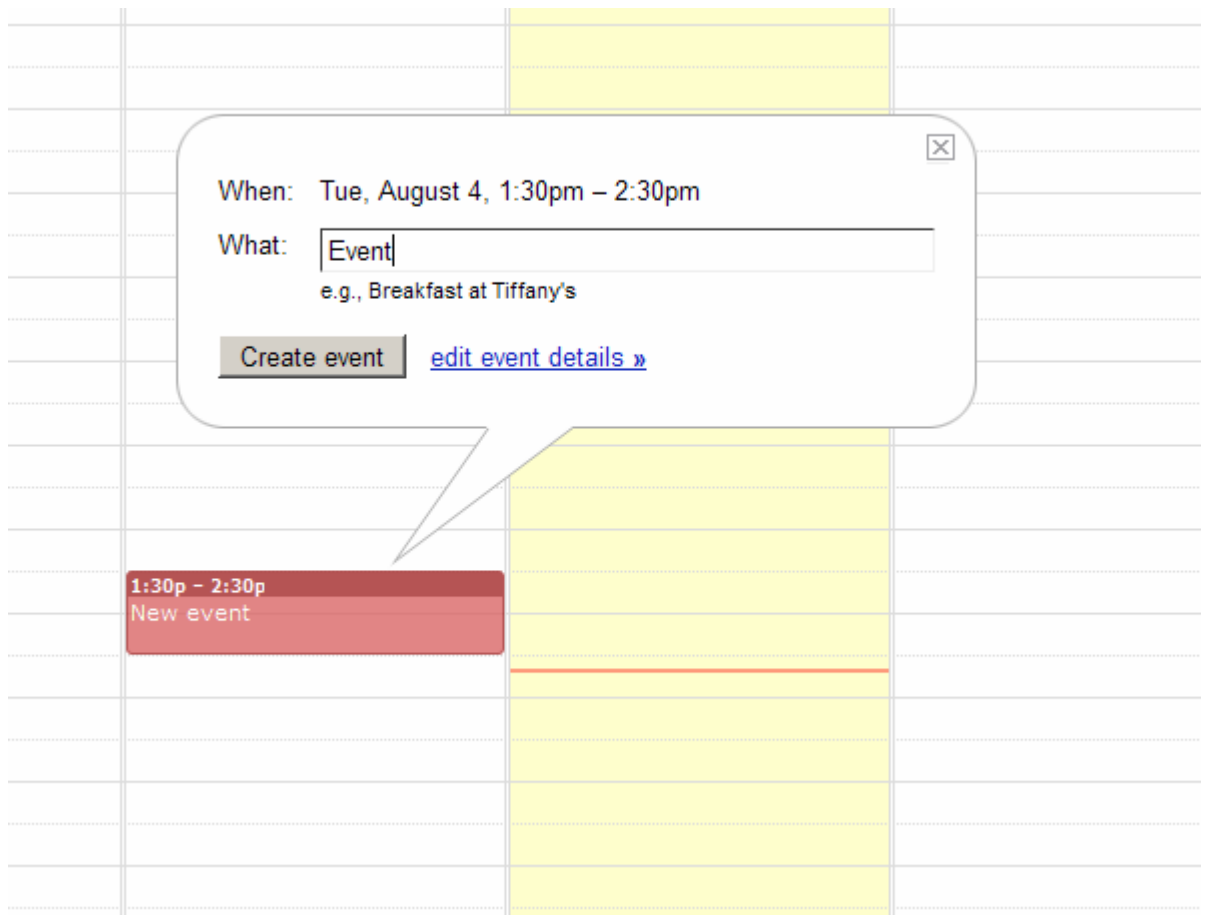 When: Tue, August 4, 1:30pm – 2:30pm
What: Event
e.g., Breakfast at Tiffany's
Create event edit event details »
1:30p – 2:30p
New event